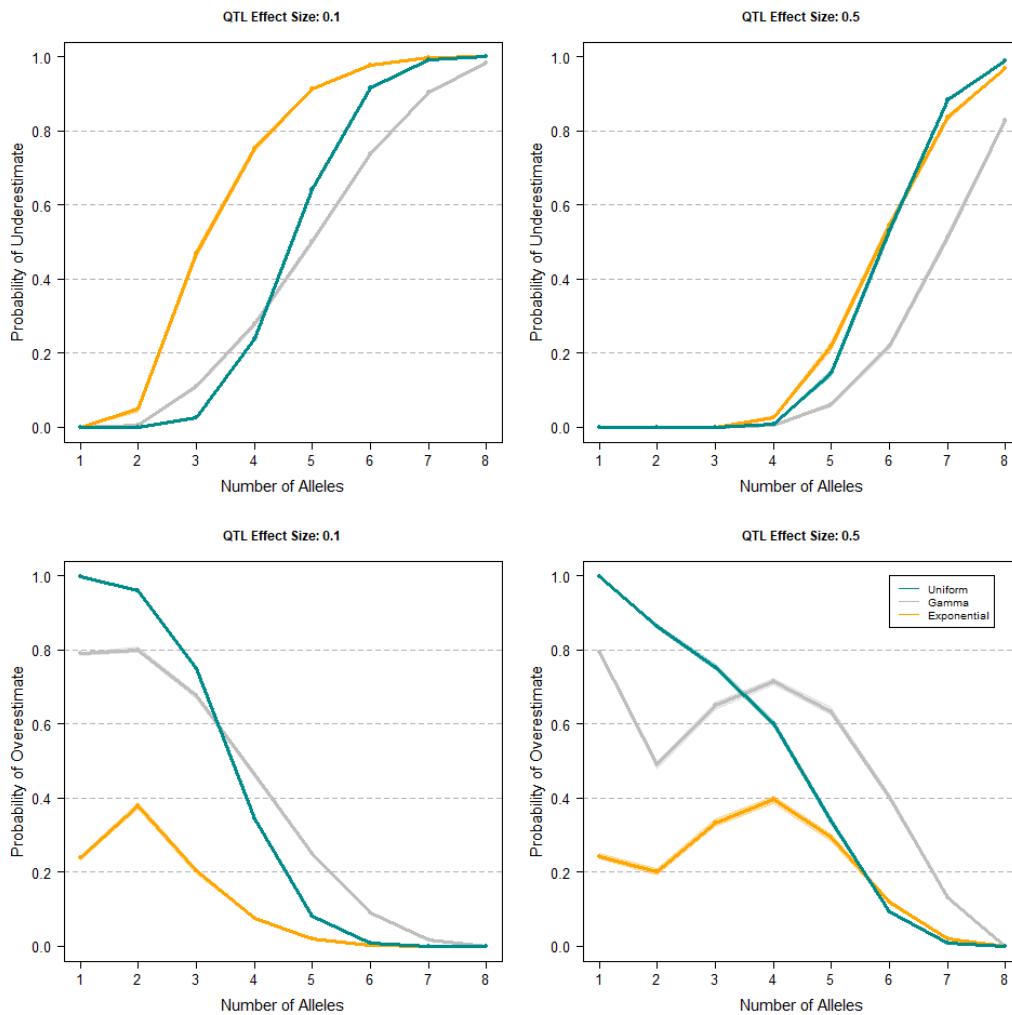 QTL Effect Size: 0.1
Probability of Underestimate
1.0
0.8
0.6
0.4
0.2
0.0
1 2 3 4 5 6 7 8
Number of Alleles
QTL Effect Size: 0.5
Probability of Underestimate
1.0
0.8
0.6
0.4
0.2
0.0
1 2 3 4 5 6 7 8
Number of Alleles
QTL Effect Size: 0.1
Probability of Overestimate
1.0
0.8
0.6
0.4
0.2
0.0
1 2 3 4 5 6 7 8
Number of Alleles
QTL Effect Size: 0.5
Probability of Overestimate
1.0
0.8
0.6
0.4
0.2
0.0
Uniform
Gamma
Exponential
1 2 3 4 5 6 7 8
Number of Alleles